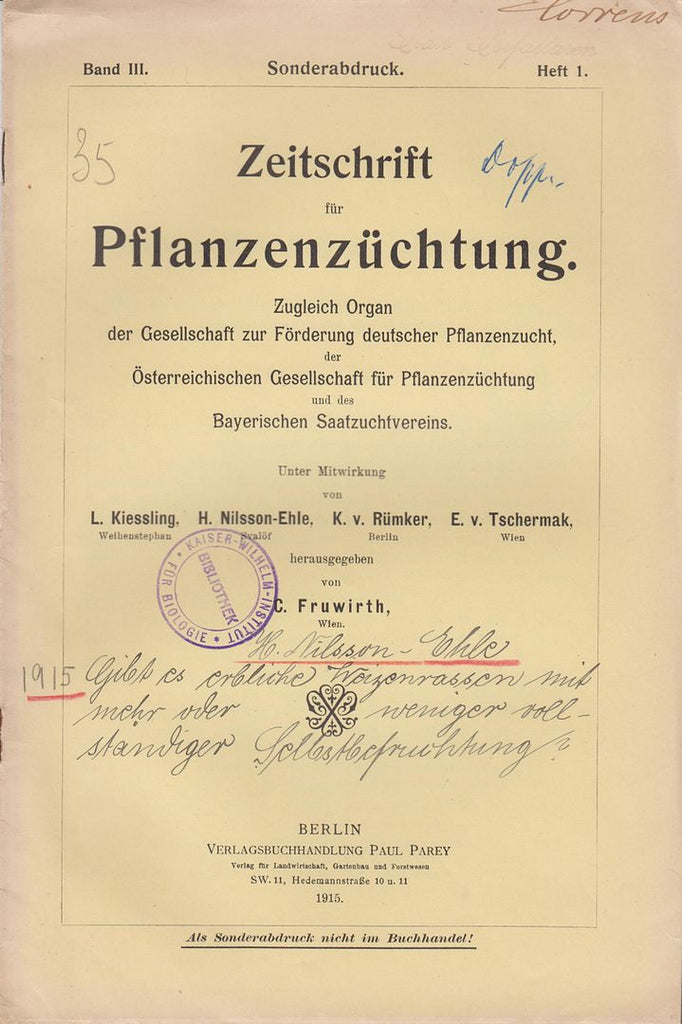 Correns
Band III. Sonderabdruck. Heft 1.
35
Zeitschrift
Dopp.
für
Pflanzenzüchtung.
Zugleich Organ
der Gesellschaft zur Förderung deutscher Pflanzenzucht,
der
Österreichischen Gesellschaft für Pflanzenzüchtung
und des
Bayerischen Saatzuchtvereins.
Unter Mitwirkung
von
L. Kiessling, H. Nilsson-Ehle, K. v. Rümker, E. v. Tschermak,
Weihenstephan Svalöf Berlin Wien
herausgegeben
von
C. Fruwirth,
Wien.
KAISER-WILHELM-INSTITUT * FÜR BIOLOGIE *
BIBLIOTHEK
H. Nilsson-Ehle
1915 Gibt es erbliche Weizenrassen mit
mehr oder weniger voll-
ständiger Selbstbefruchtung?
BERLIN
VERLAGSBUCHHANDLUNG PAUL PAREY
Verlag für Landwirtschaft, Gartenbau und Forstwesen
SW. 11, Hedemannstraße 10 u. 11
1915.
Als Sonderabdruck nicht im Buchhandel!